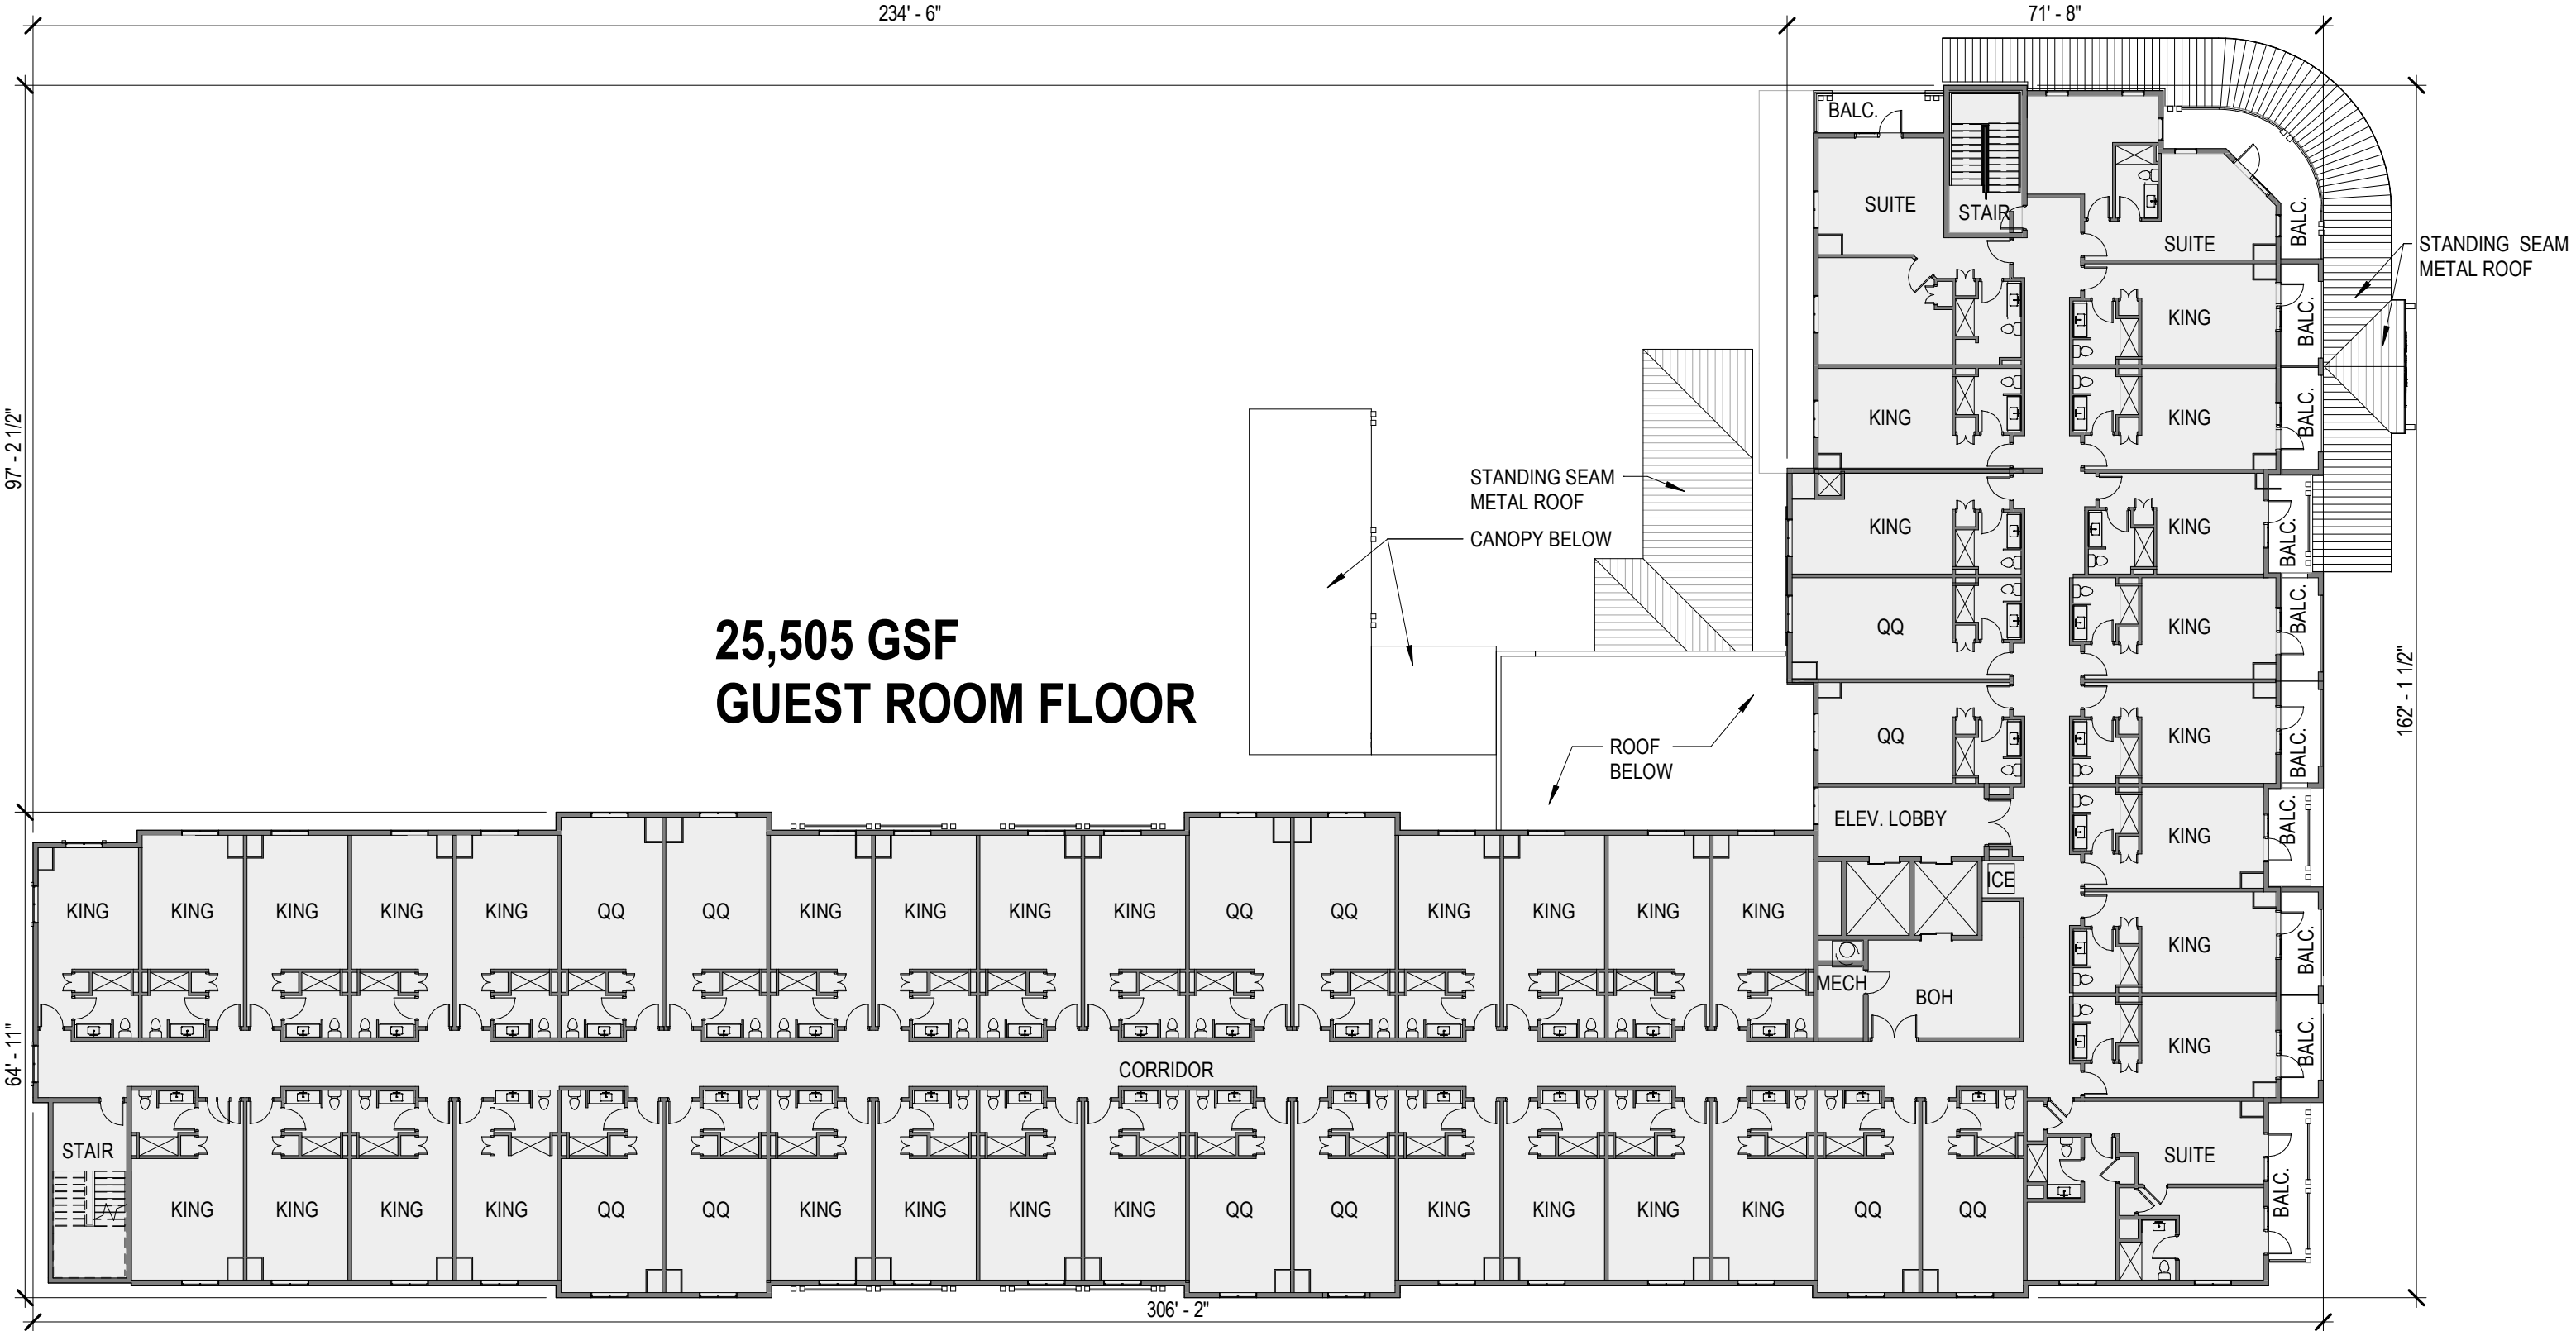 234' - 6"
71' - 8"
BALC.
SUITE
STAIR
SUITE
BALC.
STANDING SEAM
METAL ROOF
KING
BALC.
KING
KING
BALC.
97' - 2 1/2"
STANDING SEAM
METAL ROOF
CANOPY BELOW
KING
KING
BALC.
QQ
KING
BALC.
25,505 GSF
GUEST ROOM FLOOR
162' - 1 1/2"
ROOF
BELOW
QQ
KING
BALC.
ELEV. LOBBY
KING
BALC.
ICE
KING
KING
KING
KING
KING
QQ
QQ
KING
KING
KING
KING
QQ
QQ
KING
KING
KING
KING
KING
BALC.
MECH
BOH
64' - 11"
KING
BALC.
CORRIDOR
STAIR
SUITE
BALC.
KING
KING
KING
KING
QQ
QQ
KING
KING
KING
KING
QQ
QQ
KING
KING
KING
KING
QQ
QQ
306' - 2"